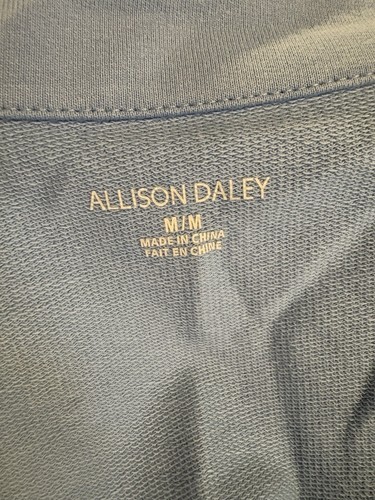 ALLISON DALEY
M/M
MADE IN CHINA
FAIT EN CHINE